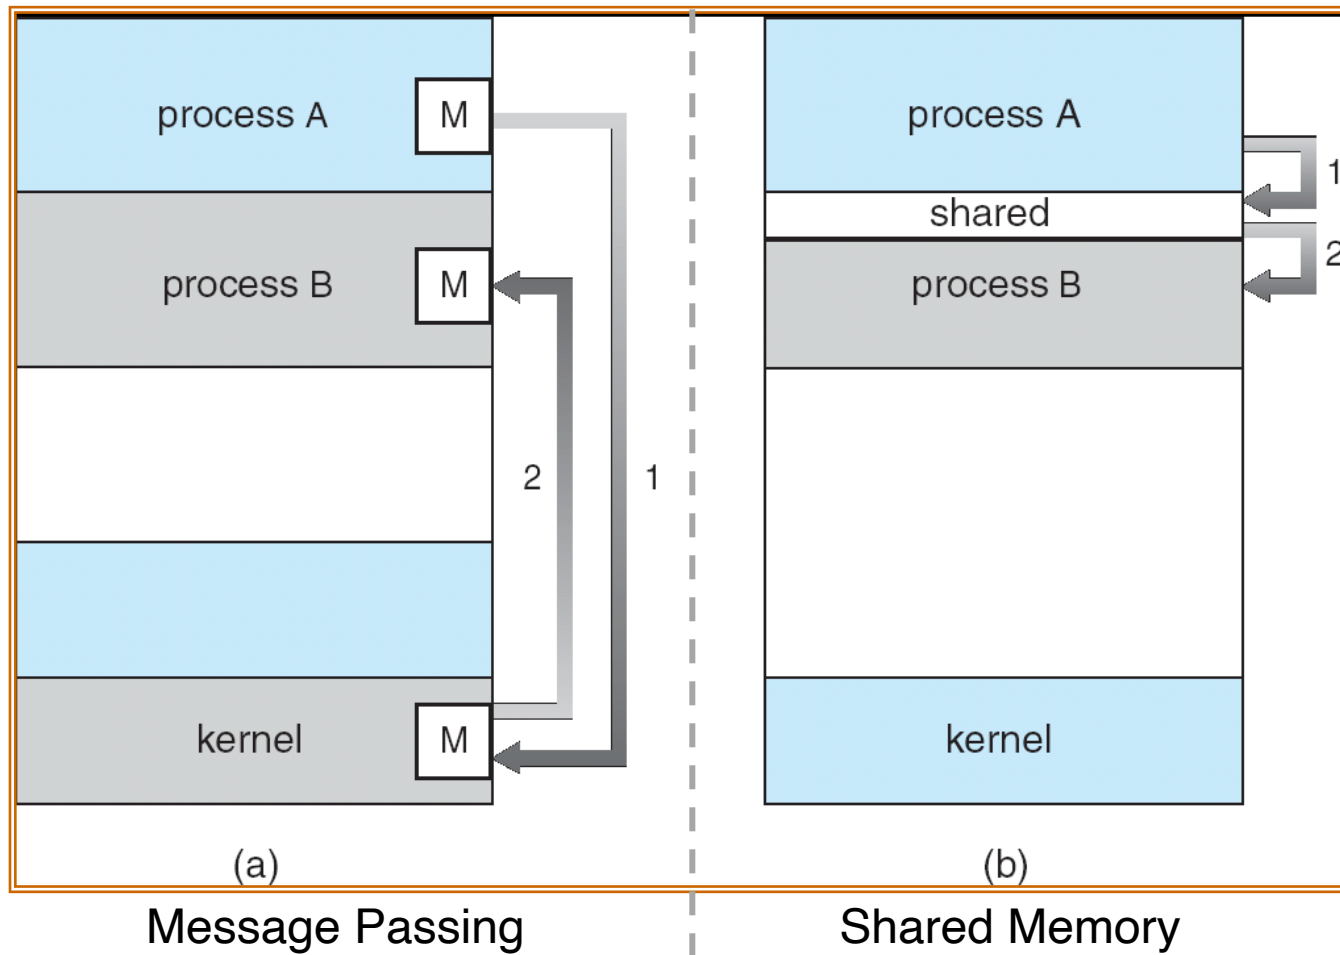 process A
M
process B
M
2
1
kernel
M
(a)
Message Passing
process A
1
shared
2
process B
kernel
(b)
Shared Memory